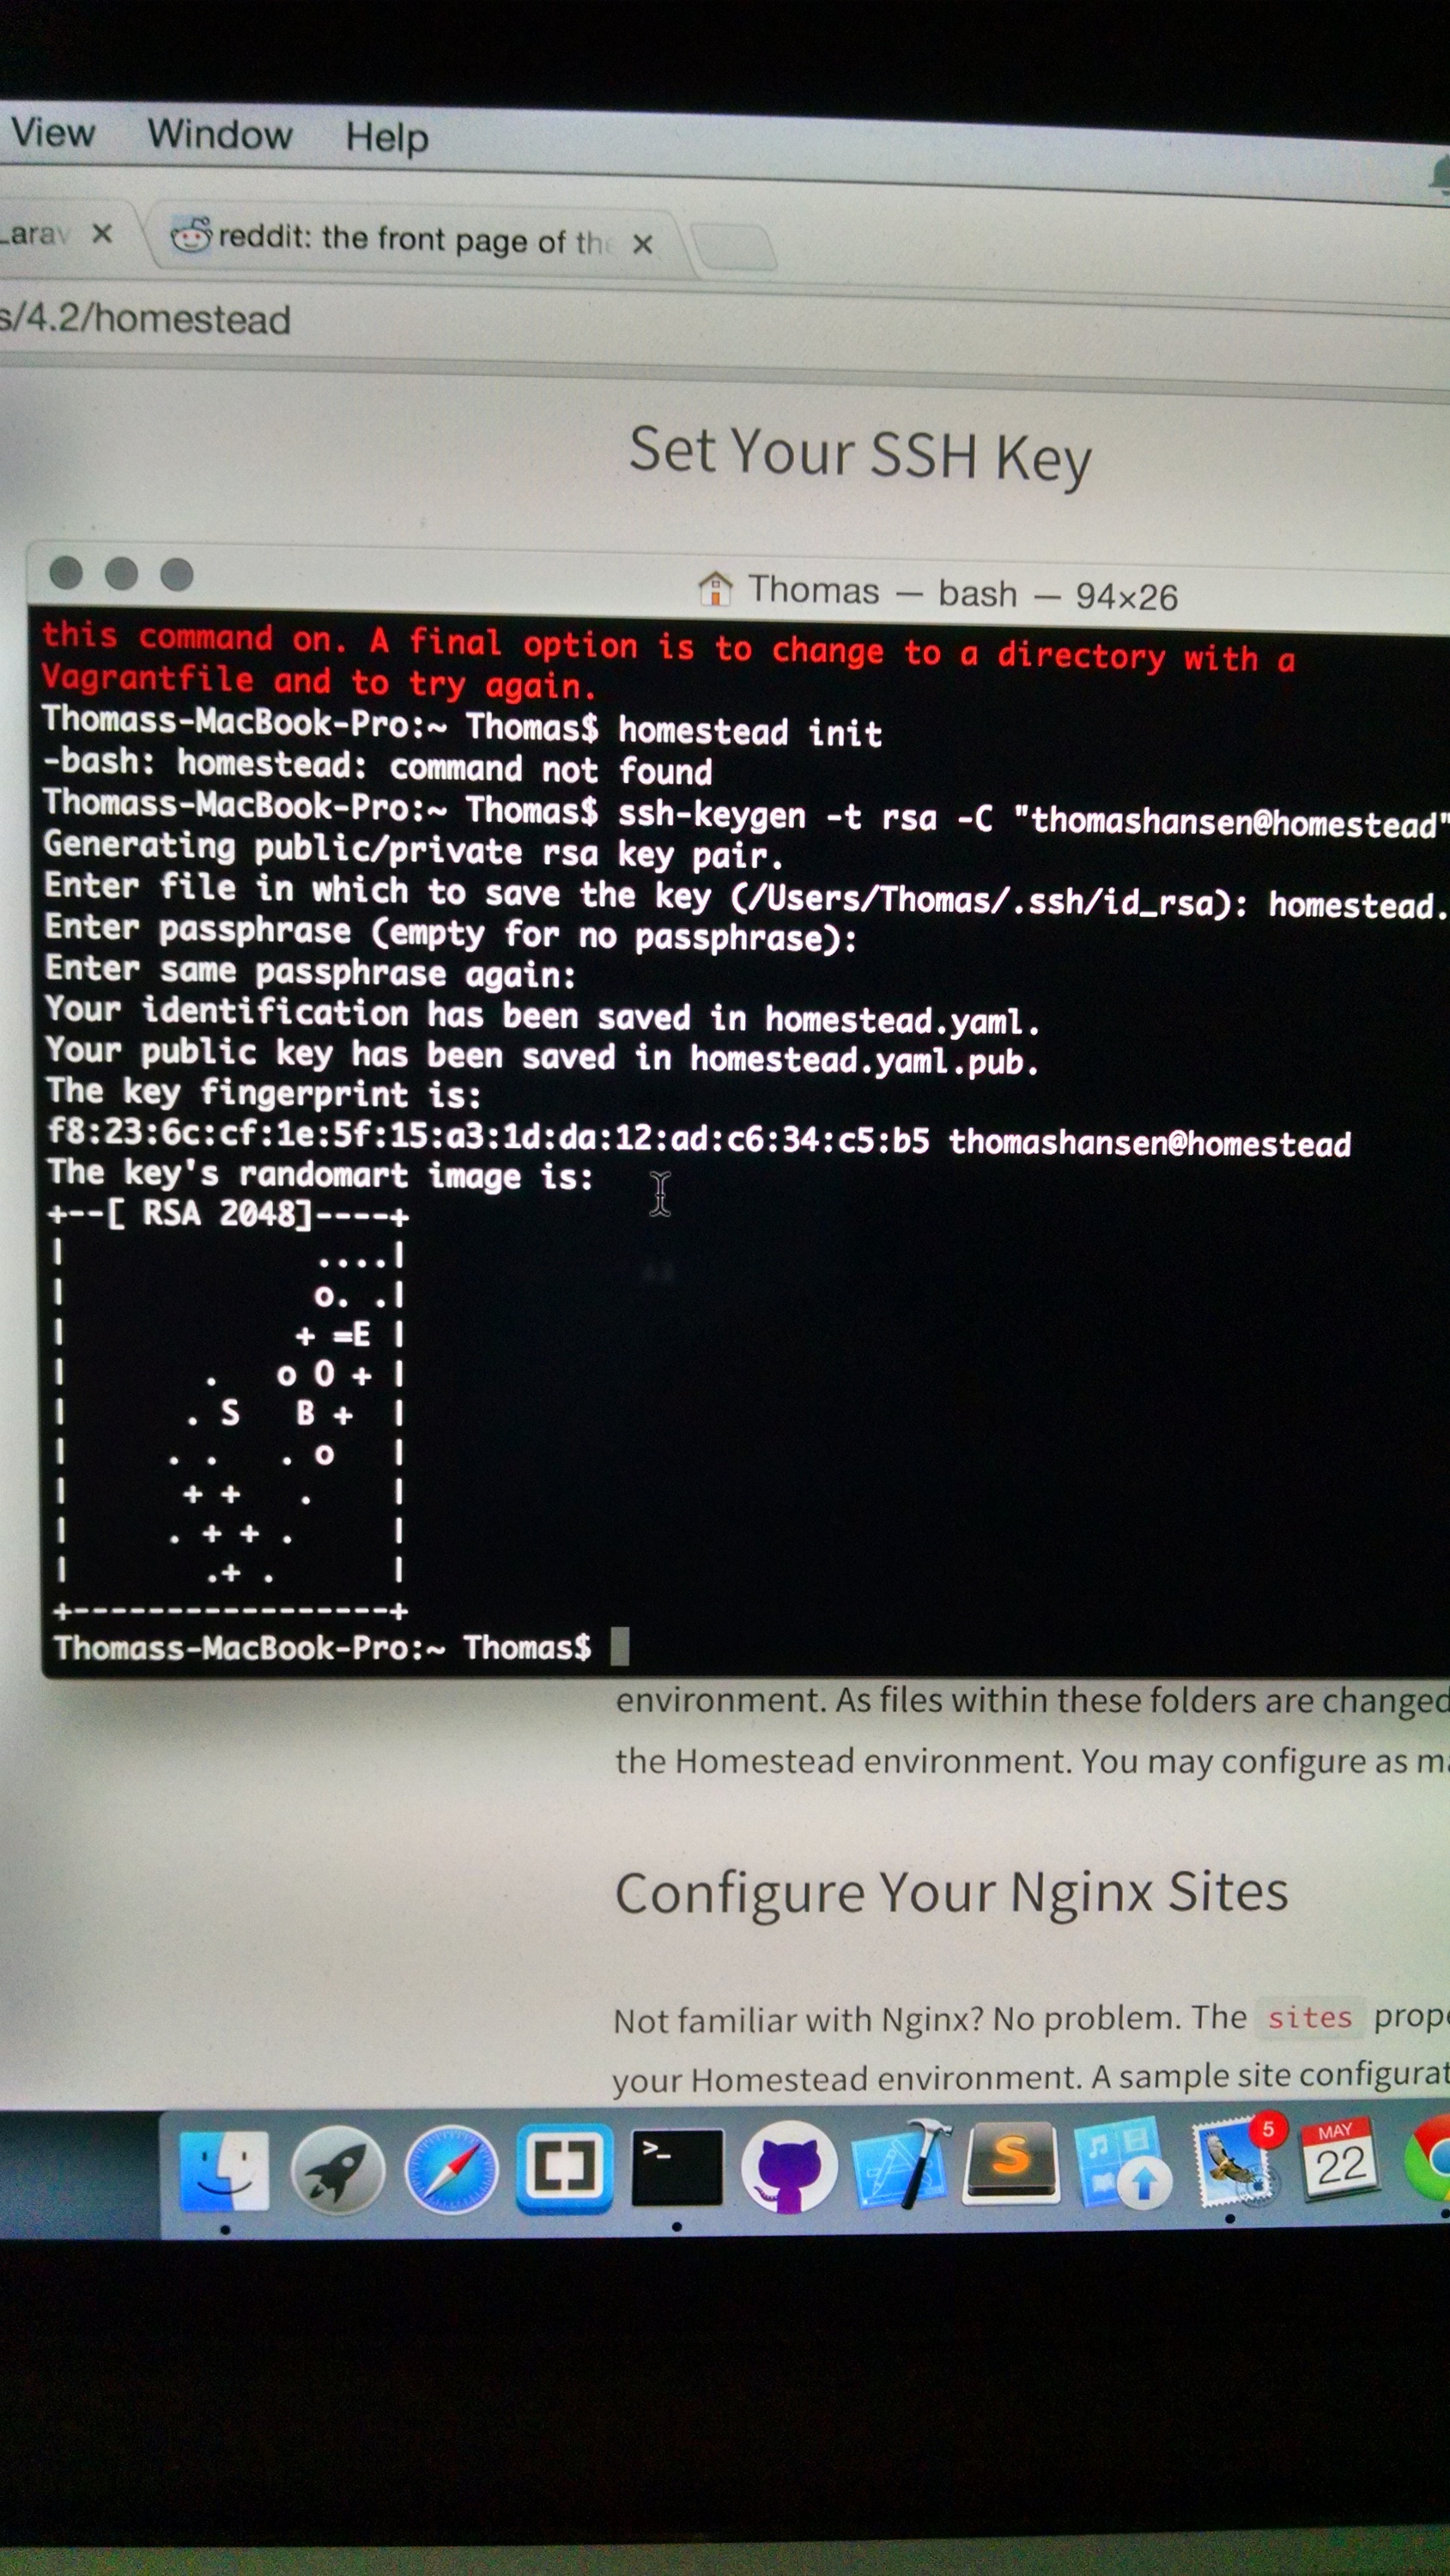 View Window Help
Larav
reddit: the front page of the
s/4.2/homestead
Set Your SSH Key
Thomas — bash — 94×26
this command on. A final option is to change to a directory with a
Vagrantfile and to try again.
Thomass-MacBook-Pro:~ Thomas$ homestead init
-bash: homestead: command not found
Thomass-MacBook-Pro:~ Thomas$ ssh-keygen -t rsa -C "thomashansen@homestead"
Generating public/private rsa key pair.
Enter file in which to save the key (/Users/Thomas/.ssh/id_rsa): homestead.
Enter passphrase (empty for no passphrase):
Enter same passphrase again:
Your identification has been saved in homestead.yaml.
Your public key has been saved in homestead.yaml.pub.
The key fingerprint is:
f8:23:6c:cf:1e:5f:15:a3:1d:da:12:ad:c6:34:c5:b5 thomashansen@homestead
The key's randomart image is:
+--[ RSA 2048]----+
|             ....|
|             o. .|
|            + =E |
|       .   o O + |
|      . S   B +  |
|     . .   . o   |
|      + +   .    |
|     . + + .     |
|       .+ .      |
+-----------------+
Thomass-MacBook-Pro:~ Thomas$
environment. As files within these folders are changed
the Homestead environment. You may configure as ma
Configure Your Nginx Sites
Not familiar with Nginx? No problem. The sites prope
your Homestead environment. A sample site configurat
>_
S
5
MAY
22